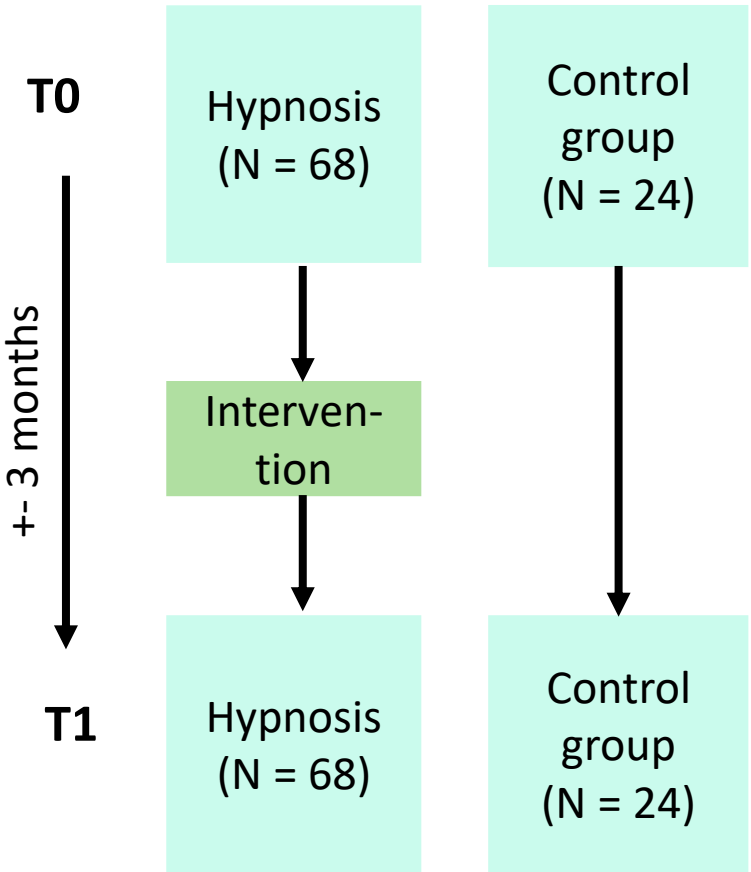 T0
Hypnosis
(N = 68)
Control
group
(N = 24)
+- 3 months
Interven-
tion
T1
Hypnosis
(N = 68)
Control
group
(N = 24)